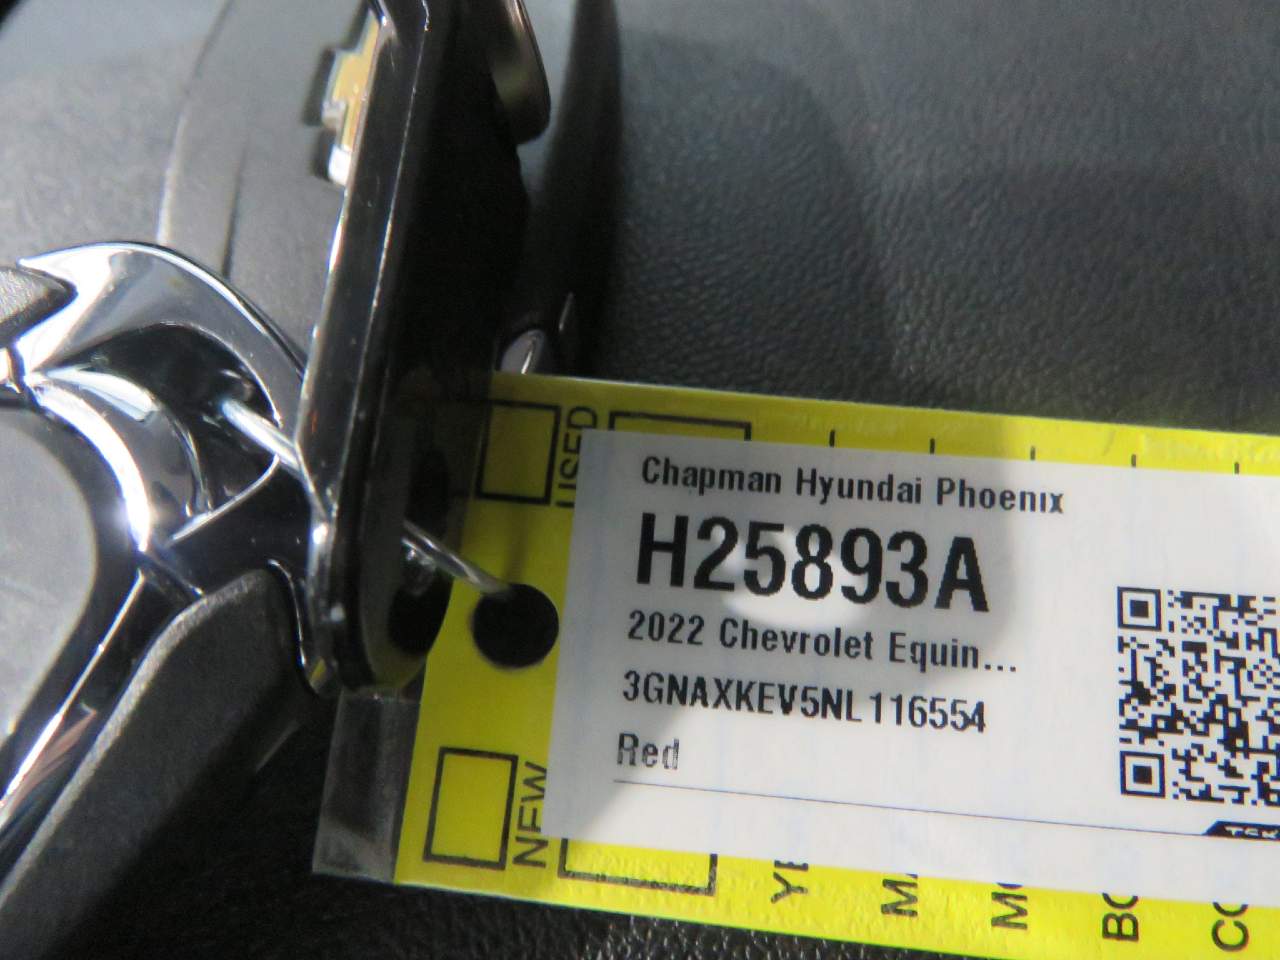 USED
Chapman Hyundai Phoenix
H25893A
2022 Chevrolet Equin...
3GNAXKEV5NL116554
Red
NEW